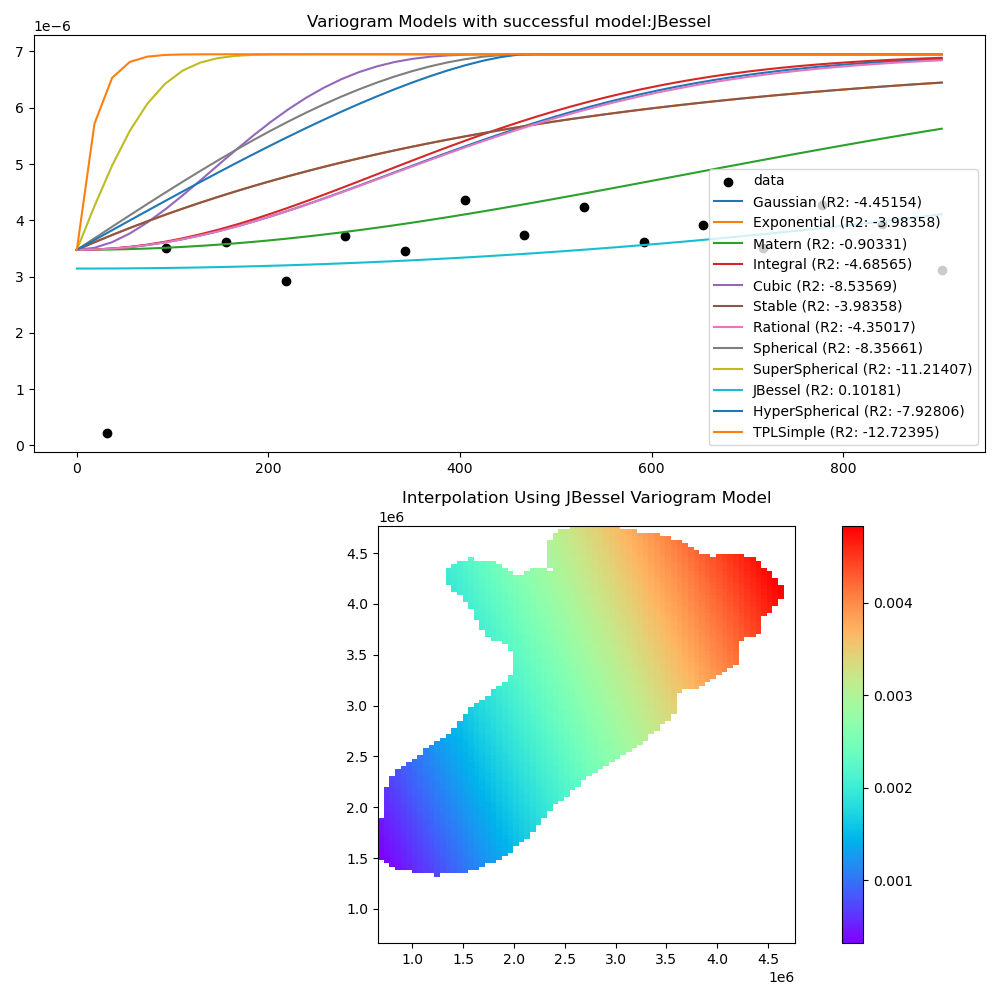 Variogram Models with successful model:JBessel
1e−6
7
6
5
4
3
2
1
0
data
Gaussian (R2: -4.45154)
Exponential (R2: -3.98358)
Matern (R2: -0.90331)
Integral (R2: -4.68565)
Cubic (R2: -8.53569)
Stable (R2: -3.98358)
Rational (R2: -4.35017)
Spherical (R2: -8.35661)
SuperSpherical (R2: -11.21407)
JBessel (R2: 0.10181)
HyperSpherical (R2: -7.92806)
TPLSimple (R2: -12.72395)
0 200 400 600 800
Interpolation Using JBessel Variogram Model
1e6
4.5
4.0
3.5
3.0
2.5
2.0
1.5
1.0
1.0 1.5 2.0 2.5 3.0 3.5 4.0 4.5
1e6
0.004
0.003
0.002
0.001